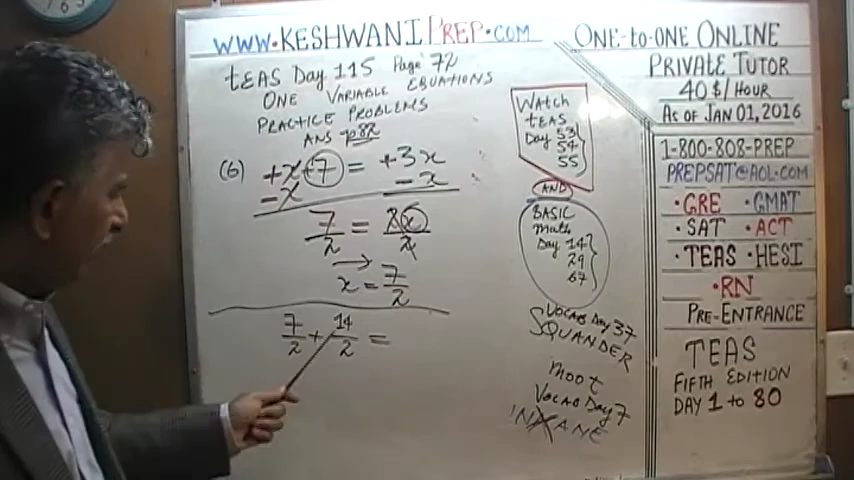 www.KESHWANIPREP.COM
tEAS Day 115 Page 72
ONE VARIABLE EQUATIONS
PRACTICE PROBLEMS
ANS p82
(6) +x+7 = +3x
-x -x
7/2 = 2x/2
x = 7/2
7/2 + 14/2 =
Watch
tEAS
Day 53
54
55
AND
BASIC
math
Day 14
29
67
VOCAB Day 37
SQUANDER
moot
VOCAB Day 7
INANE
ONE-to-ONE ONLINE
PRIVATE TUTOR
40$/HOUR
AS OF JAN 01, 2016
1-800-808-PREP
PREPSAT@AOL.COM
•GRE •GMAT
•SAT •ACT
•TEAS •HESI
•RN
PRE-ENTRANCE
TEAS
FIFTH EDITION
DAY 1 to 80